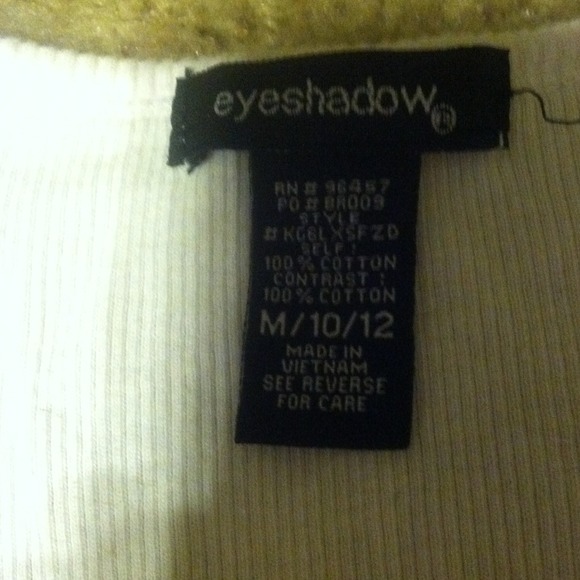 eyeshadow®
RN # 96457
PO # BR009
STYLE
SELF:
100% COTTON
CONTRAST:
100% COTTON
M/10/12
MADE IN
VIETNAM
SEE REVERSE
FOR CARE